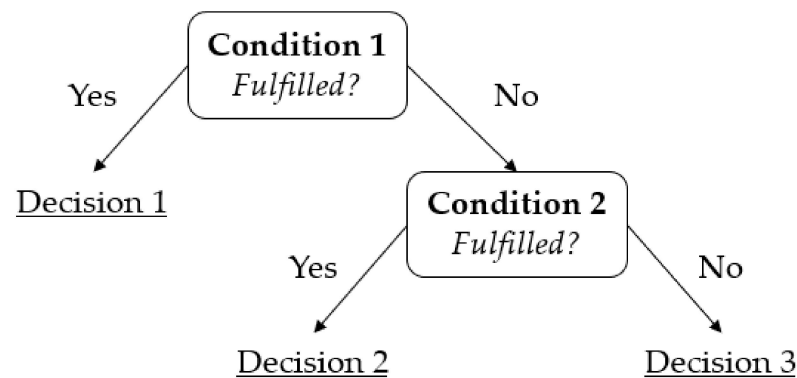 Condition 1
Fulfilled?
Yes
No
Decision 1
Condition 2
Fulfilled?
Yes
No
Decision 2
Decision 3